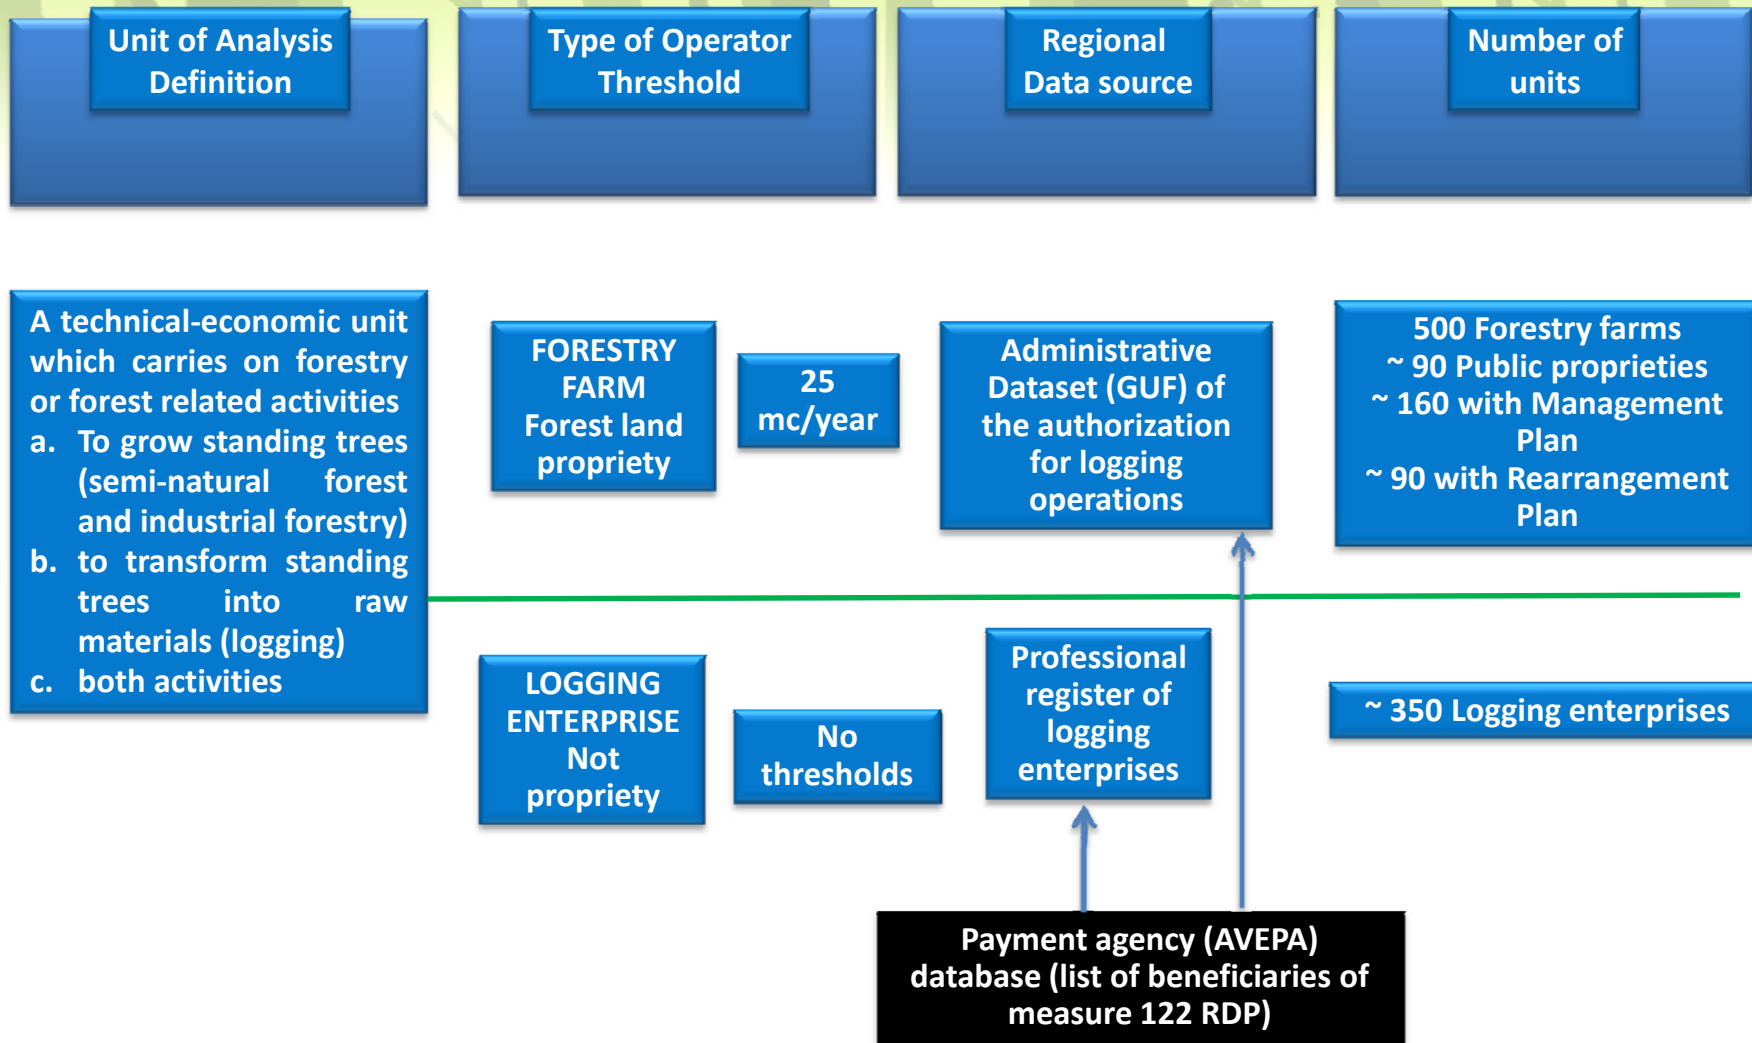 Unit of Analysis
Definition
Type of Operator
Threshold
Regional
Data source
Number of
units
A technical-economic unit
which carries on forestry
or forest related activities
a. To grow standing trees
(semi-natural forest
and industrial forestry)
b. to transform standing
trees into raw
materials (logging)
c. both activities
FORESTRY
FARM
Forest land
propriety
25
mc/year
Administrative
Dataset (GUF) of
the authorization
for logging
operations
500 Forestry farms
~ 90 Public proprieties
~ 160 with Management
Plan
~ 90 with Rearrangement
Plan
LOGGING
ENTERPRISE
Not
propriety
No
thresholds
Professional
register of
logging
enterprises
~ 350 Logging enterprises
Payment agency (AVEPA)
database (list of beneficiaries of
measure 122 RDP)